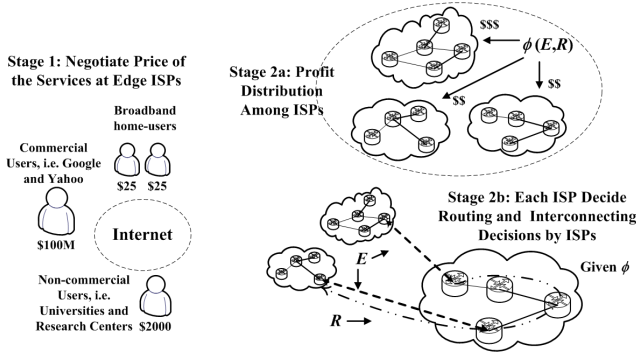 Stage 1: Negotiate Price of
the Services at Edge ISPs
Broadband
home-users
$25 $25
Commercial
Users, i.e. Google
and Yahoo
$100M
Internet
Non-commercial
Users, i.e.
Universities and
Research Centers
$2000
Stage 2a: Profit
Distribution
Among ISPs
$$$
ϕ(E,R)
$$
$$
Stage 2b: Each ISP Decide
Routing and Interconnecting
Decisions by ISPs
E
R
Given ϕ